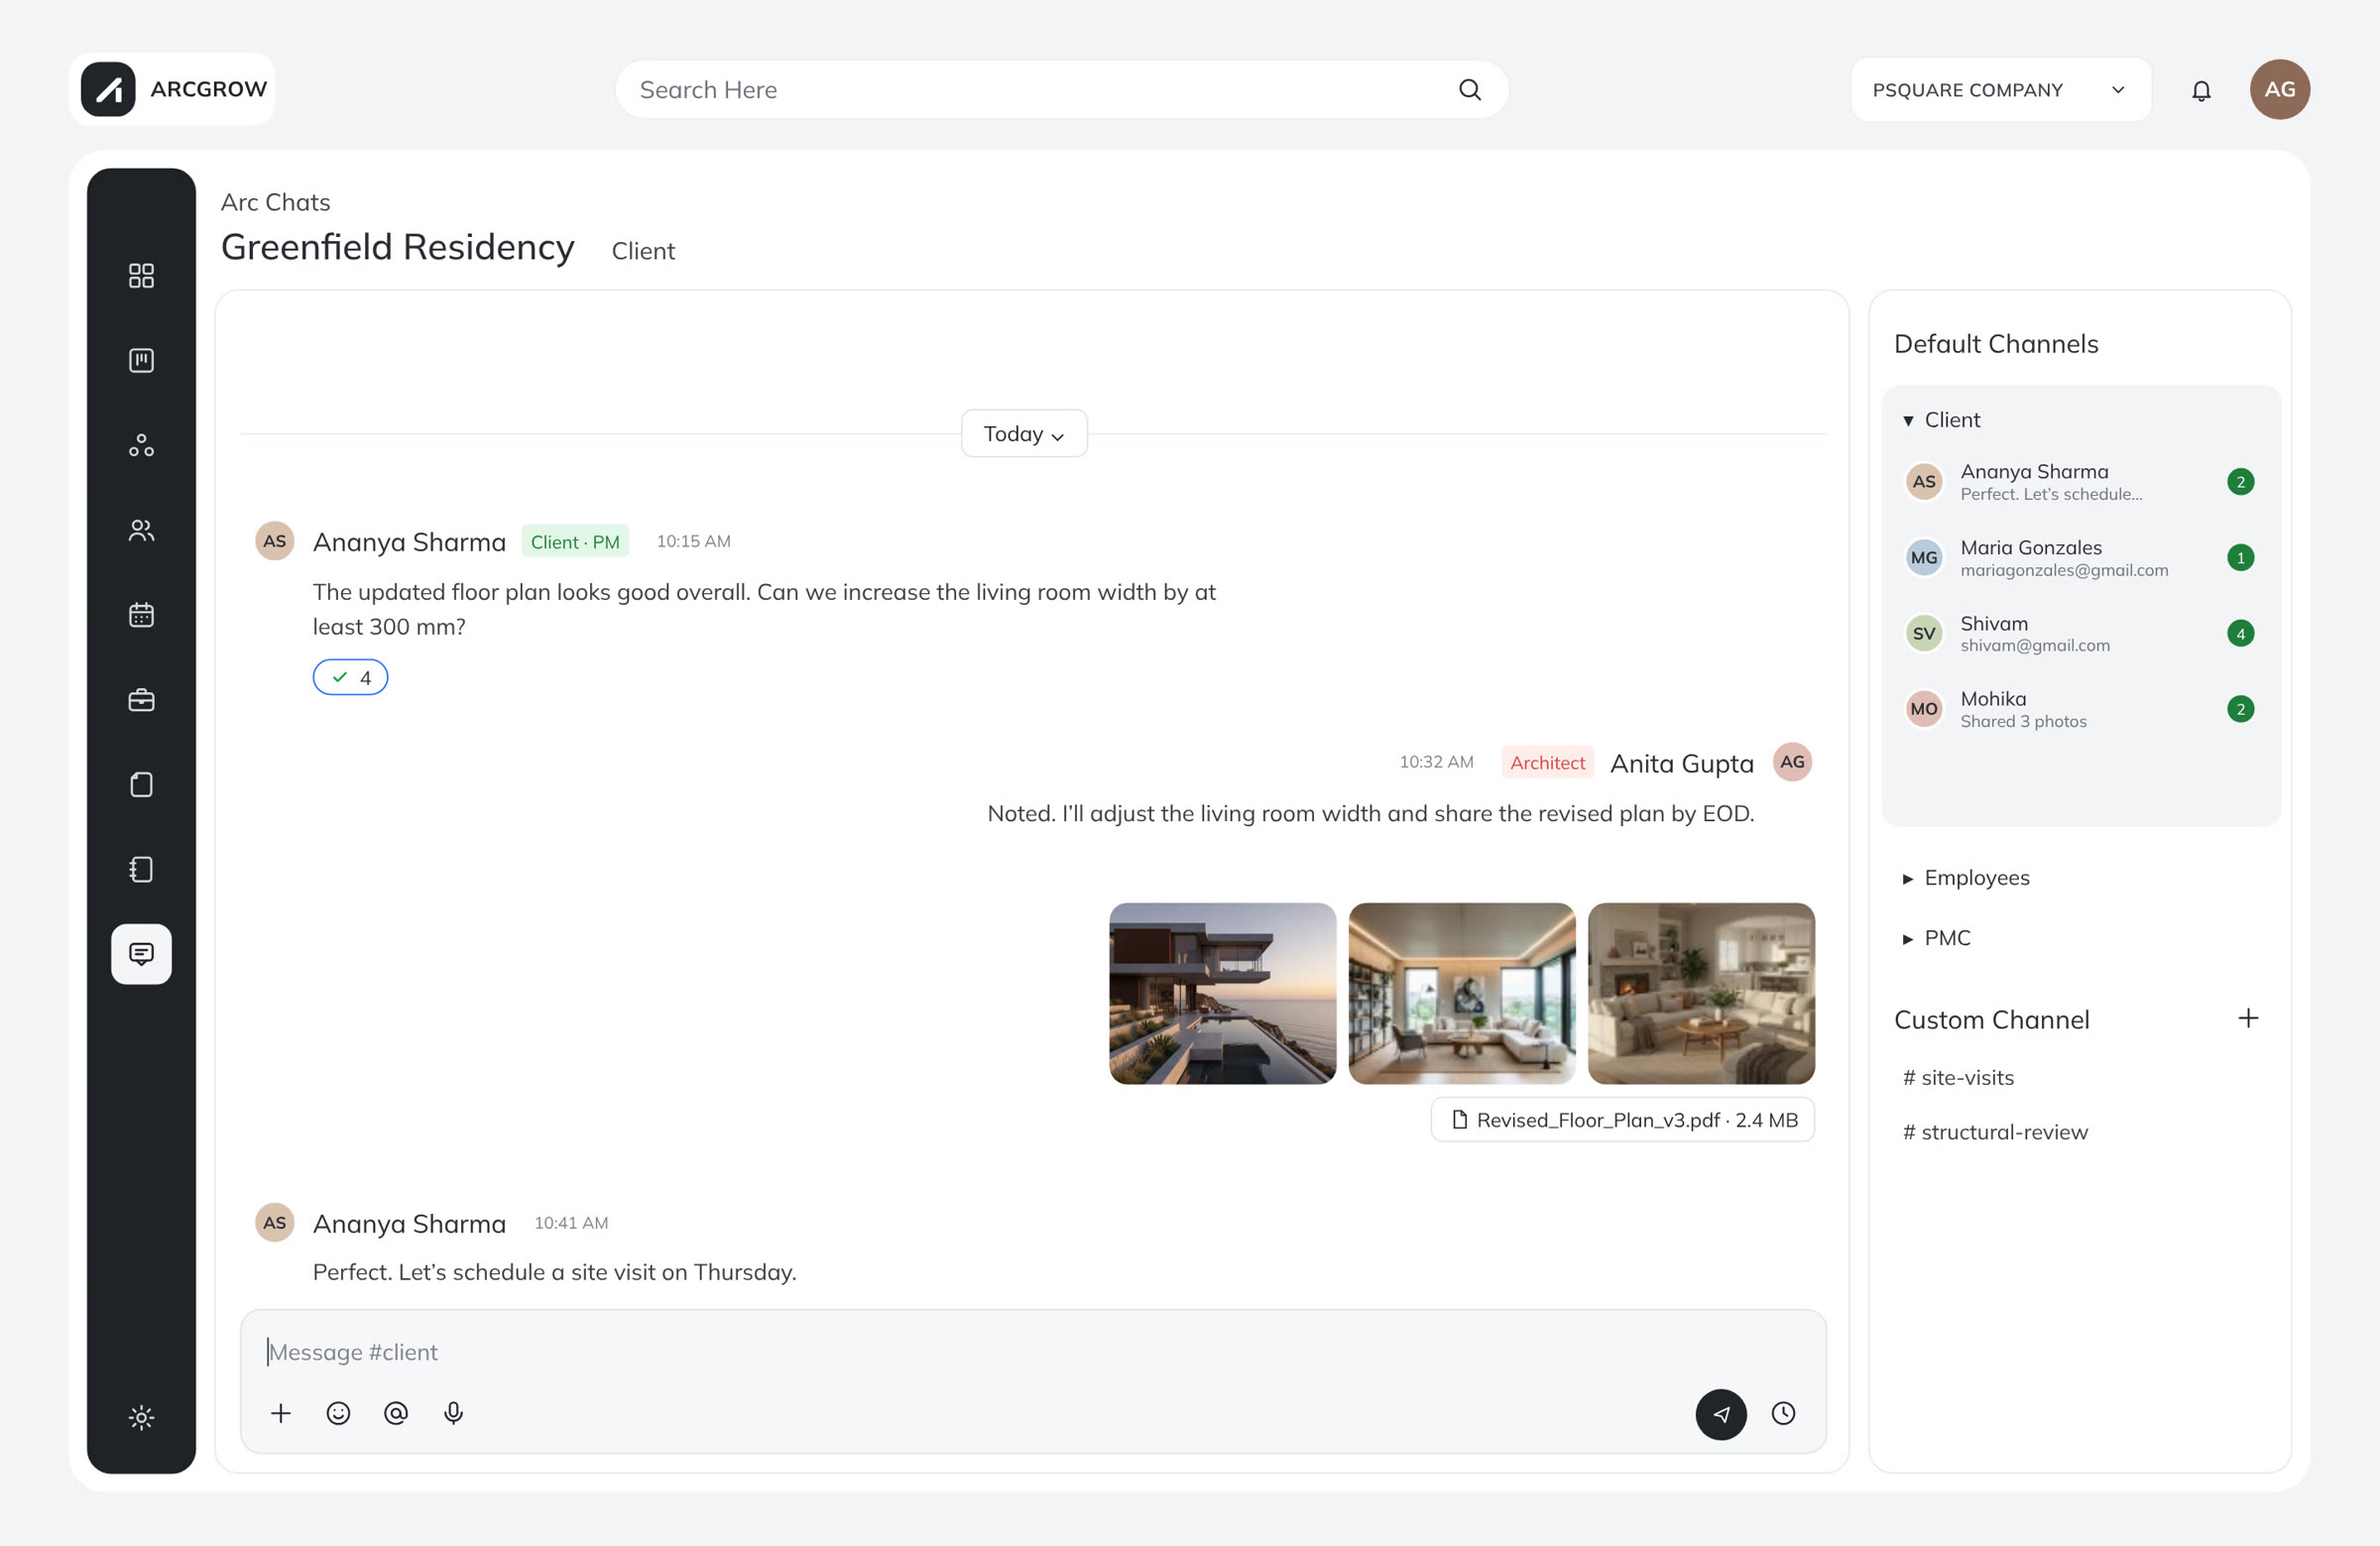 ARCGROW
Search Here
PSQUARE COMPANY
AG
Arc Chats
Greenfield Residency Client
Today
AS Ananya Sharma Client · PM 10:15 AM
The updated floor plan looks good overall. Can we increase the living room width by at
least 300 mm?
4
10:32 AM Architect Anita Gupta AG
Noted. I’ll adjust the living room width and share the revised plan by EOD.
Revised_Floor_Plan_v3.pdf · 2.4 MB
AS Ananya Sharma 10:41 AM
Perfect. Let’s schedule a site visit on Thursday.
Message #client
Default Channels
Client
AS Ananya Sharma 2
Perfect. Let’s schedule...
MG Maria Gonzales 1
mariagonzales@gmail.com
SV Shivam 4
shivam@gmail.com
MO Mohika 2
Shared 3 photos
Employees
PMC
Custom Channel
# site-visits
# structural-review